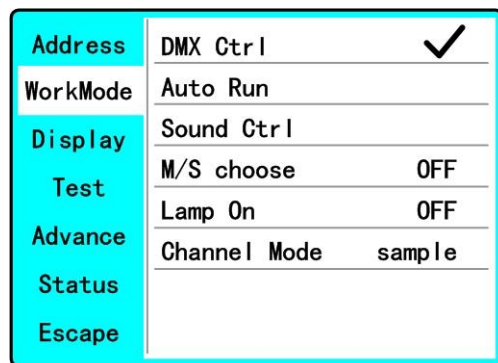 Address
WorkMode
Display
Test
Advance
Status
Escape
DMX Ctrl
Auto Run
Sound Ctrl
M/S choose OFF
Lamp On OFF
Channel Mode sample